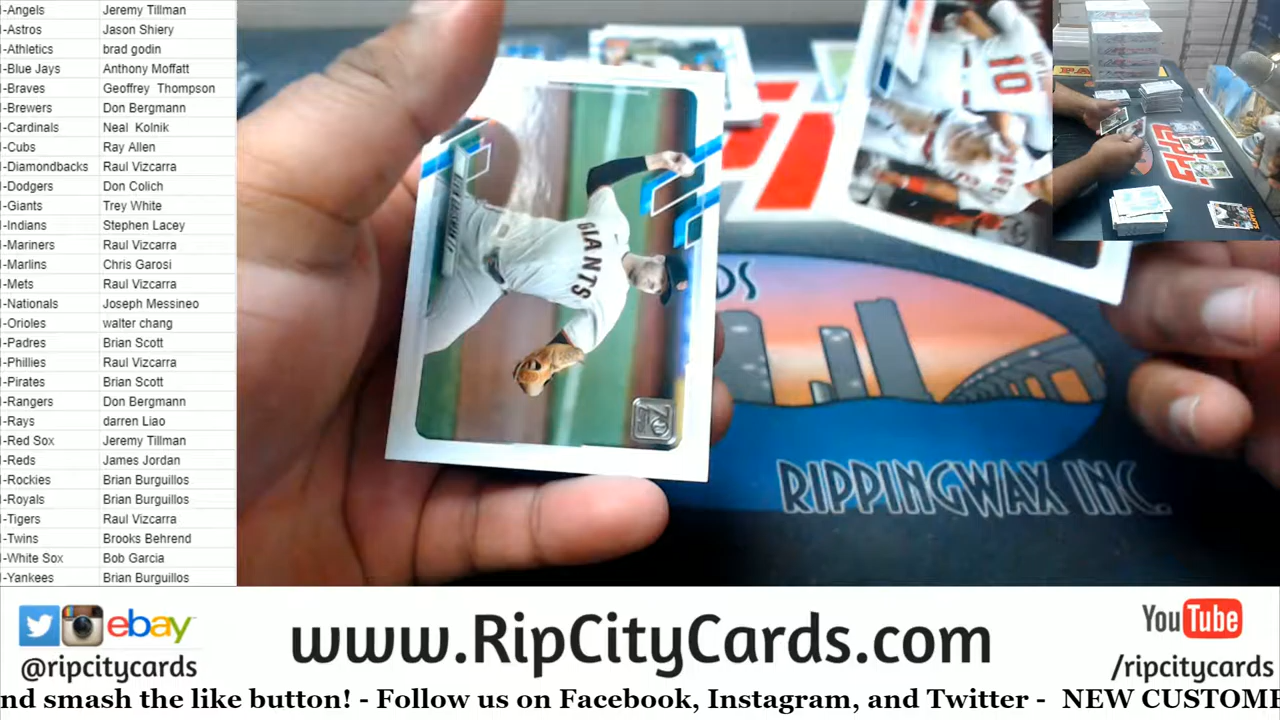 I-Angels Jeremy Tillman
I-Astros Jason Shiery
I-Athletics brad godin
I-Blue Jays Anthony Moffatt
I-Braves Geoffrey Thompson
I-Brewers Don Bergmann
I-Cardinals Neal Kolnik
I-Cubs Ray Allen
I-Diamondbacks Raul Vizcarra
I-Dodgers Don Colich
I-Giants Trey White
I-Indians Stephen Lacey
I-Mariners Raul Vizcarra
I-Marlins Chris Garosi
I-Mets Raul Vizcarra
I-Nationals Joseph Messineo
I-Orioles walter chang
I-Padres Brian Scott
I-Phillies Raul Vizcarra
I-Pirates Brian Scott
I-Rangers Don Bergmann
I-Rays darren Liao
I-Red Sox Jeremy Tillman
I-Reds James Jordan
I-Rockies Brian Burguillos
I-Royals Brian Burguillos
I-Tigers Raul Vizcarra
I-Twins Brooks Behrend
I-White Sox Bob Garcia
I-Yankees Brian Burguillos
10
GIANTS
DS
RIPPINGWAX INC.
ebay
@ripcitycards
www.RipCityCards.com
YouTube
/ripcitycards
nd smash the like button! - Follow us on Facebook, Instagram, and Twitter - NEW CUSTOME